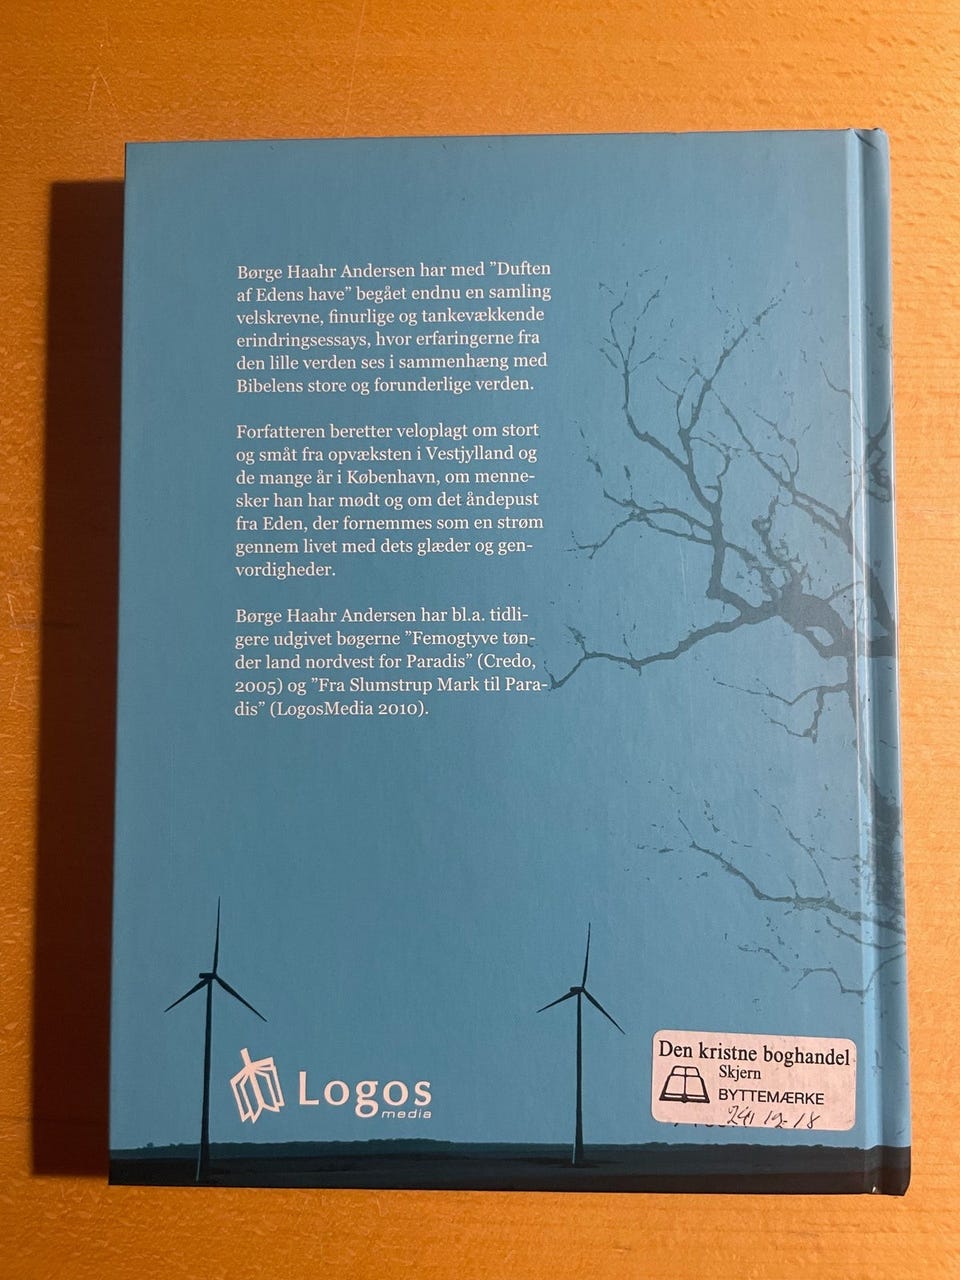 Børge Haahr Andersen har med ”Duften
af Edens have” begået endnu en samling
velskrevne, finurlige og tankevækkende
erindringsessays, hvor erfaringerne fra
den lille verden ses i sammenhæng med
Bibelens store og forunderlige verden.
Forfatteren beretter veloplagt om stort
og småt fra opvæksten i Vestjylland og
de mange år i København, om menne-
sker han har mødt og om det åndepust
fra Eden, der fornemmes som en strøm
gennem livet med dets glæder og gen-
vordigheder.
Børge Haahr Andersen har bl.a. tidli-
gere udgivet bøgerne ”Femogtyve tøn-
der land nordvest for Paradis” (Credo,
2005) og ”Fra Slumstrup Mark til Para-
dis” (LogosMedia 2010).
Logos
media
Den kristne boghandel
Skjern
BYTTEMÆRKE
24/12-18